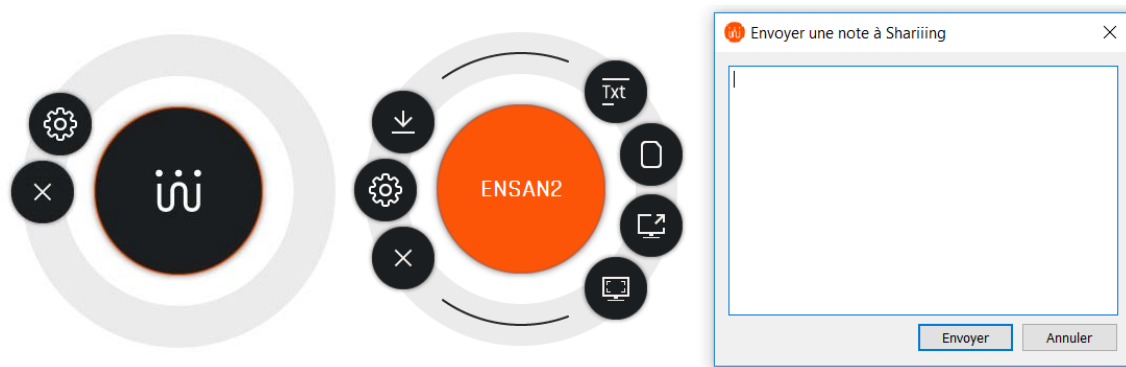 ENSAN2
Txt
Envoyer une note à Shariiing
Envoyer
Annuler